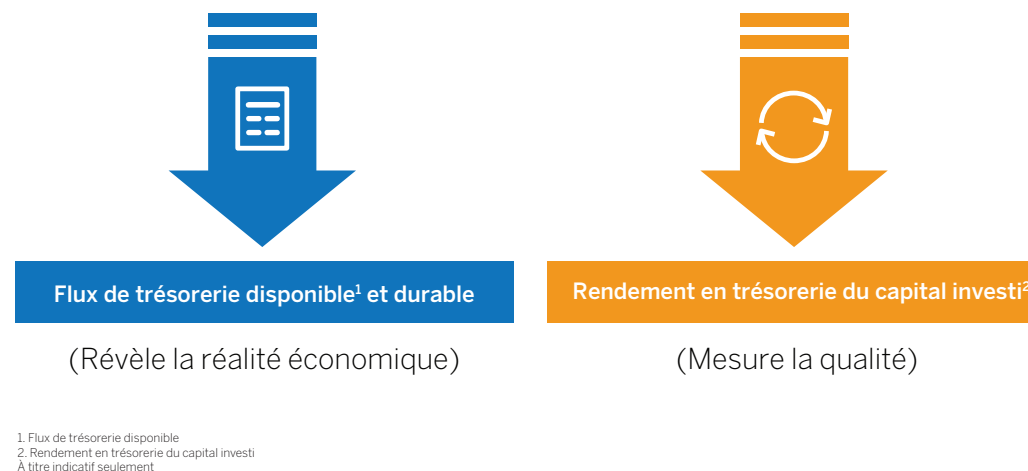 Flux de trésorerie disponible¹ et durable
Rendement en trésorerie du capital investi²
(Révèle la réalité économique)
(Mesure la qualité)
1. Flux de trésorerie disponible
2. Rendement en trésorerie du capital investi
À titre indicatif seulement